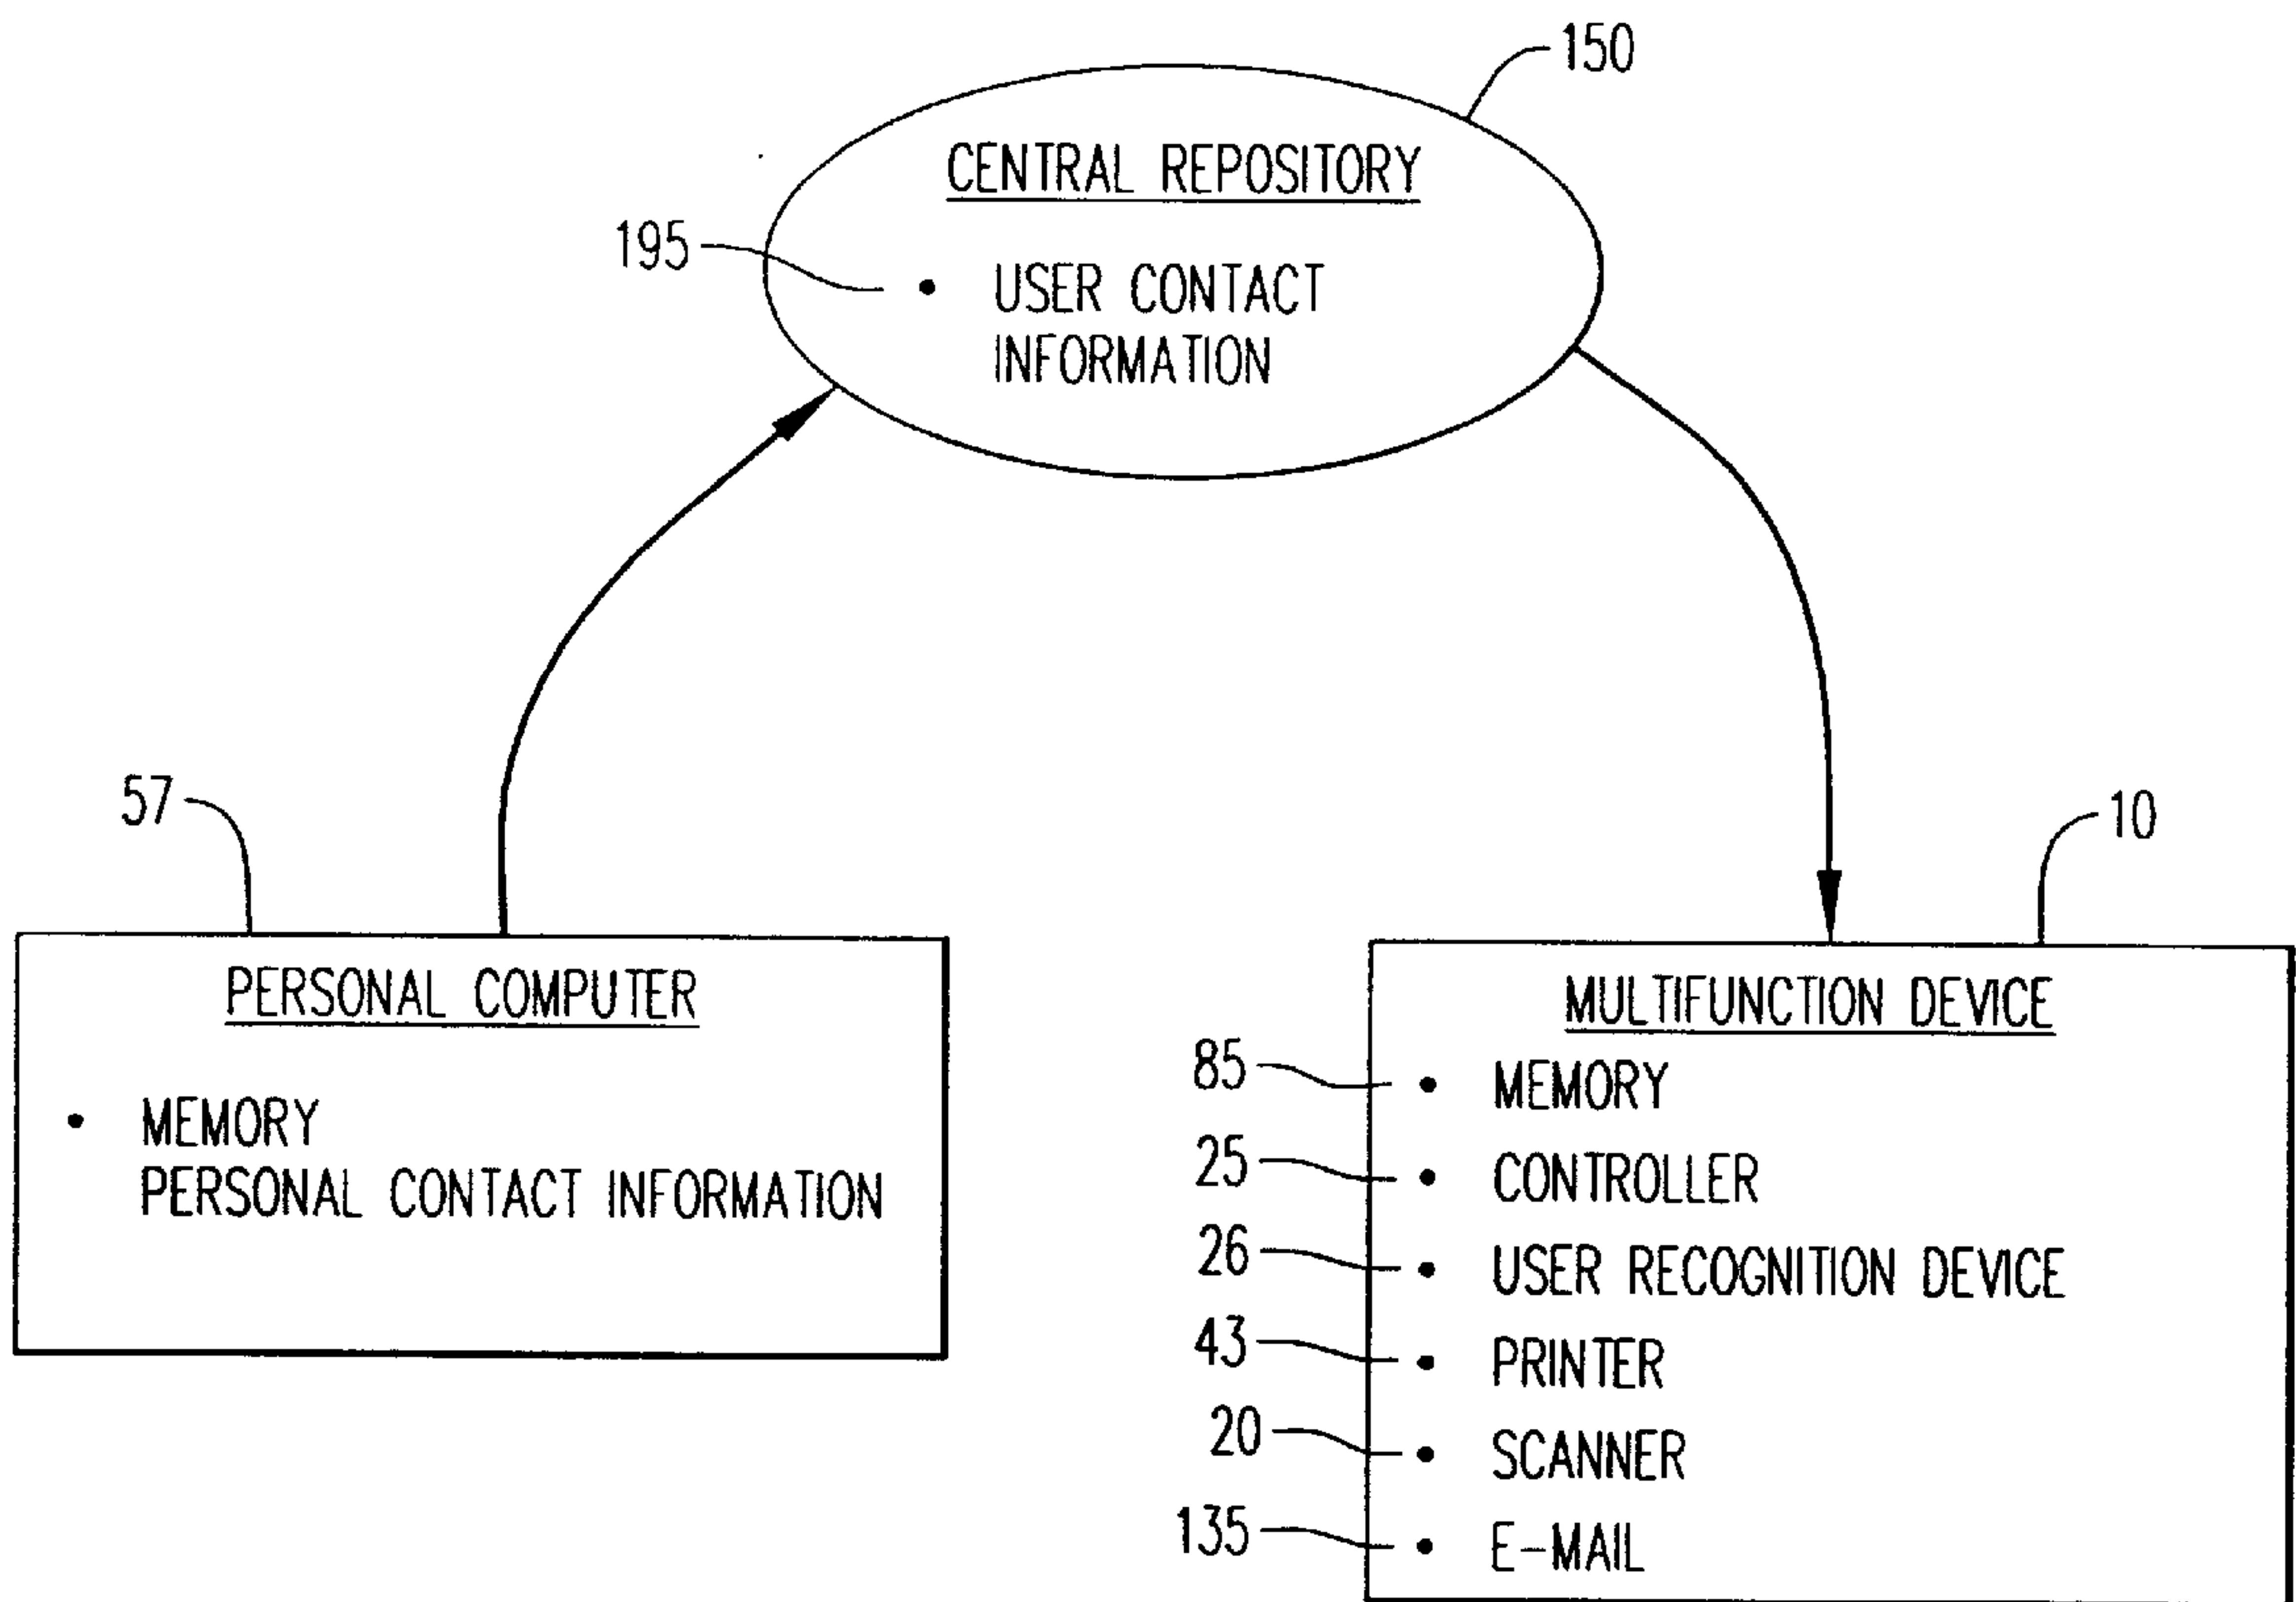 150
CENTRAL REPOSITORY
195
• USER CONTACT
INFORMATION
57
PERSONAL COMPUTER
• MEMORY
PERSONAL CONTACT INFORMATION
10
MULTIFUNCTION DEVICE
85 • MEMORY
25 • CONTROLLER
26 • USER RECOGNITION DEVICE
43 • PRINTER
20 • SCANNER
135 • E-MAIL